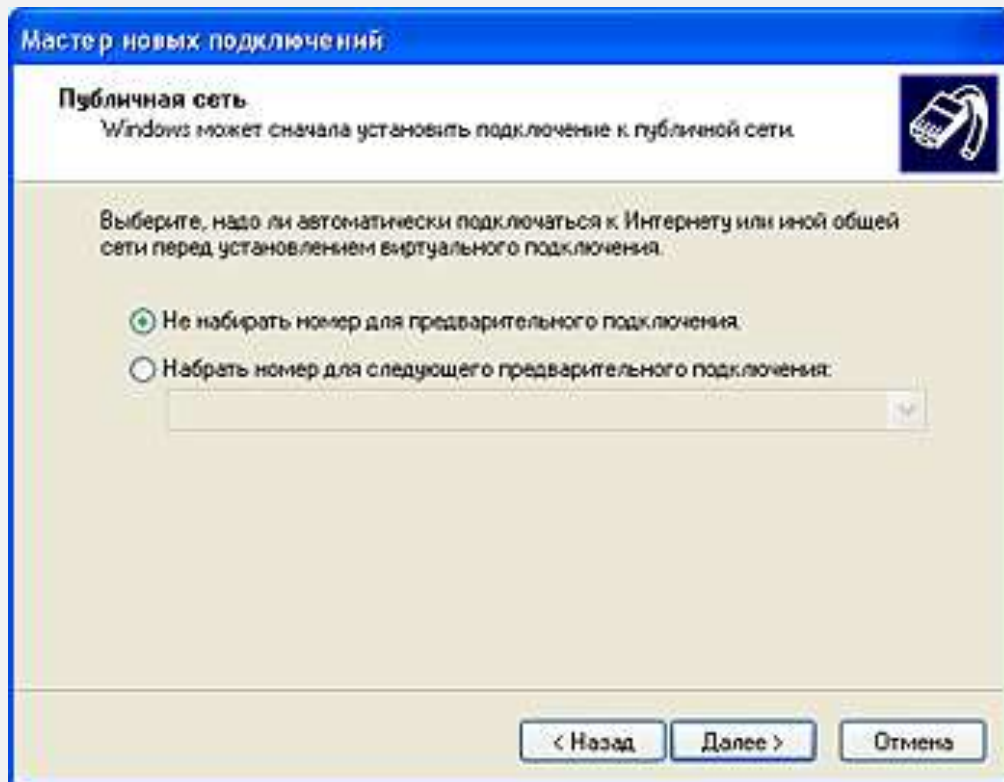 Мастер новых подключений
Публичная сеть
Windows может сначала установить подключение к публичной сети.
Выберите, надо ли автоматически подключаться к Интернету или иной общей
сети перед установлением виртуального подключения.
Не набирать номер для предварительного подключения.
Набрать номер для следующего предварительного подключения:
< Назад
Далее >
Отмена